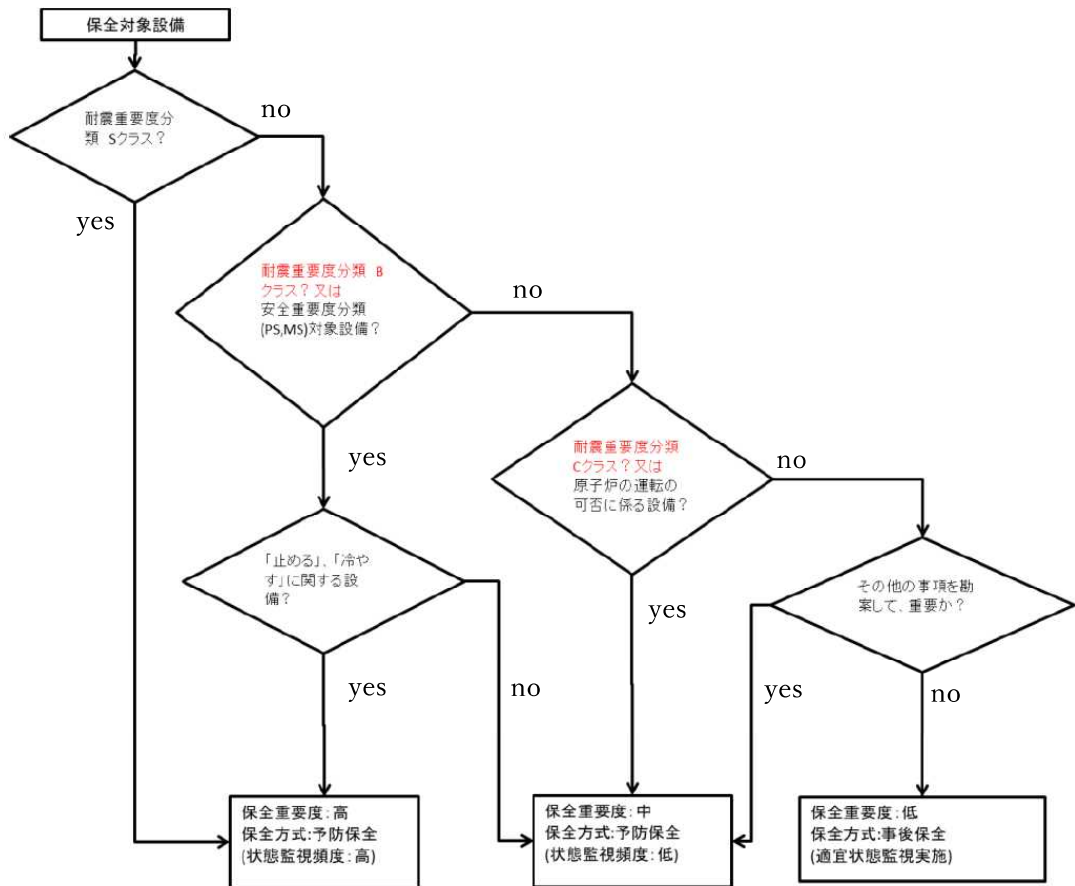 保全対象設備
耐震重要度分
類 Sクラス？
no
yes
耐震重要度分類 B
クラス？又は
安全重要度分類
(PS,MS)対象設備？
no
yes
耐震重要度分類
Cクラス？又は
原子炉の運転の
可否に係る設備？
no
yes
「止める」、「冷や
す」に関する設
備？
yes
no
その他の事項を勘
案して、重要か？
yes
no
保全重要度：高
保全方式：予防保全
(状態監視頻度：高)
保全重要度：中
保全方式：予防保全
(状態監視頻度：低)
保全重要度：低
保全方式：事後保全
(適宜状態監視実施)